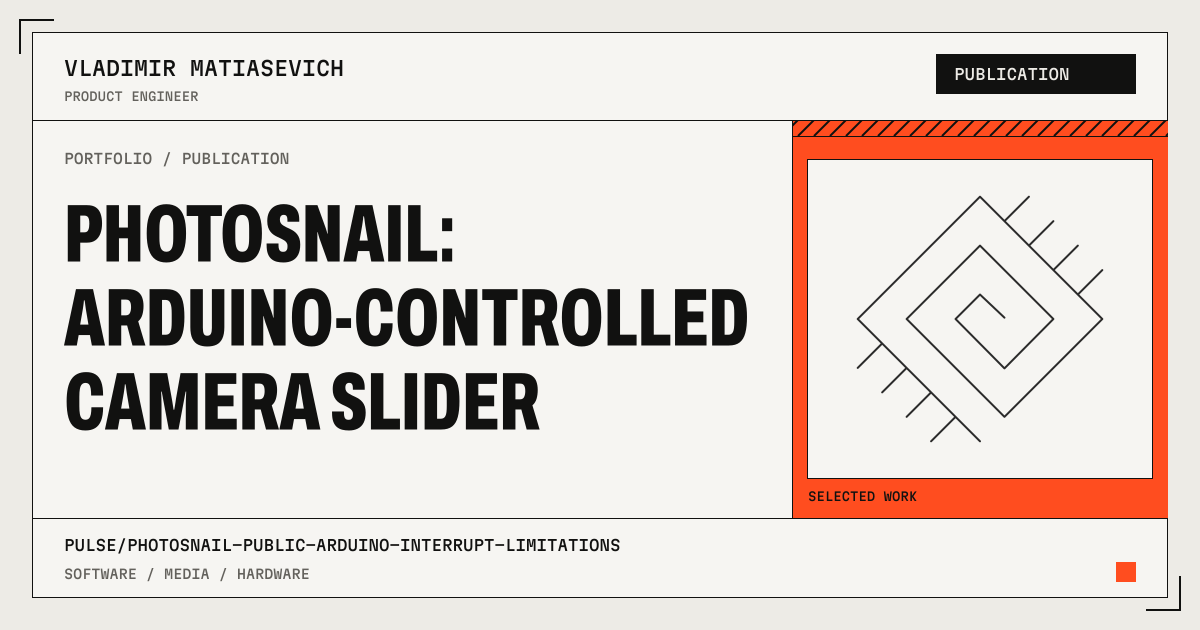 VLADIMIR MATIASEVICH
PRODUCT ENGINEER
PUBLICATION
PORTFOLIO / PUBLICATION
PHOTOSNAIL:
ARDUINO-CONTROLLED
CAMERA SLIDER
SELECTED WORK
PULSE/PHOTOSNAIL-PUBLIC-ARDUINO-INTERRUPT-LIMITATIONS
SOFTWARE / MEDIA / HARDWARE